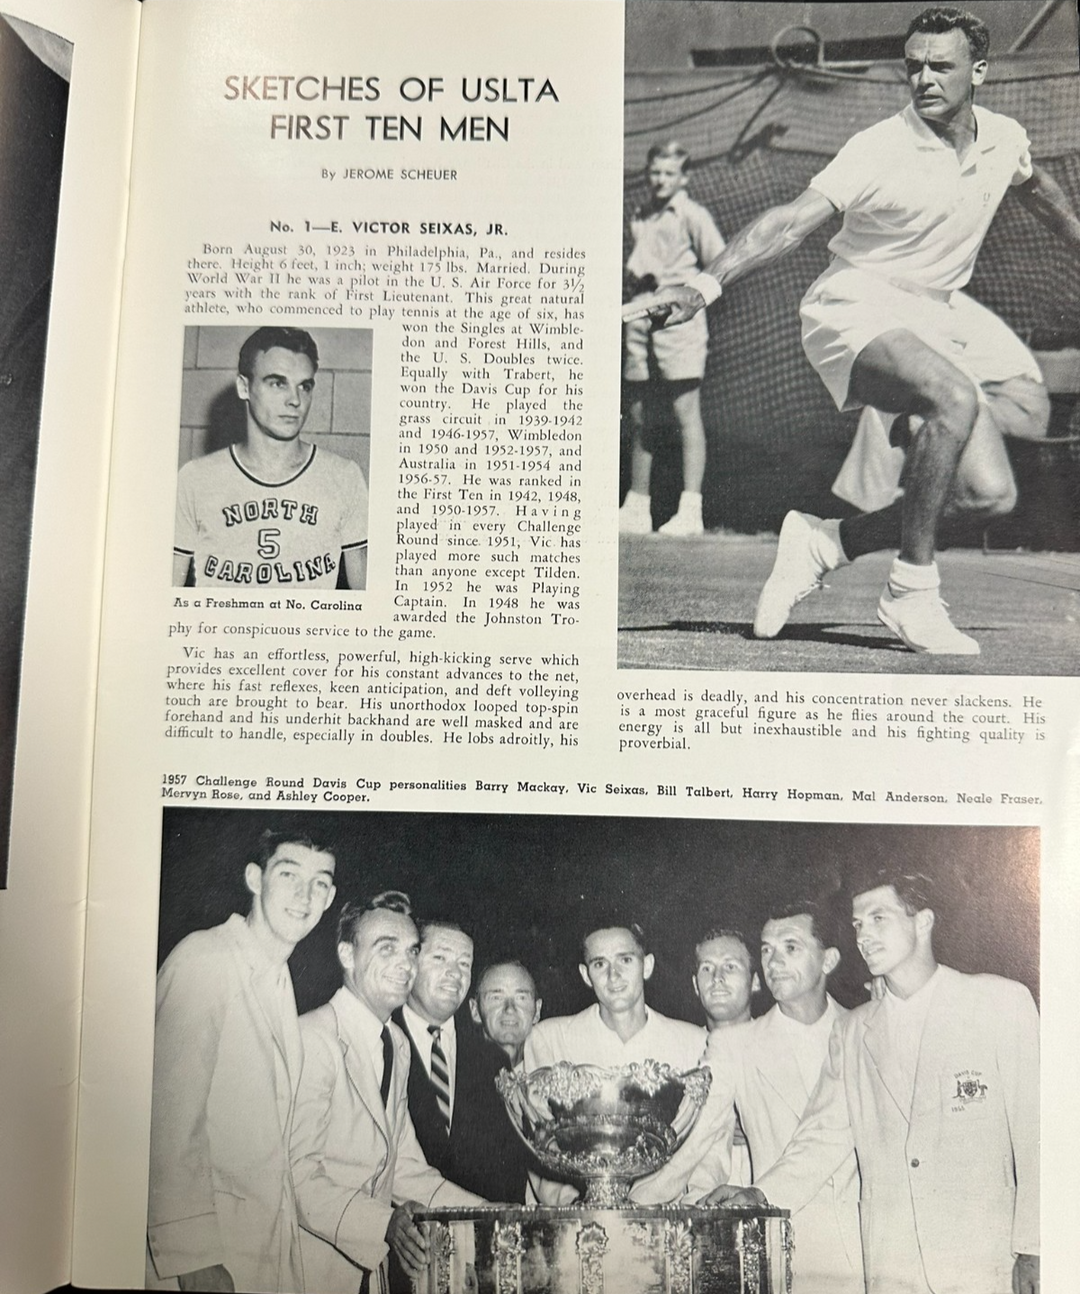 SKETCHES OF USLTA
FIRST TEN MEN
By JEROME SCHEUER
No. 1—E. VICTOR SEIXAS, JR.
Born August 30, 1923 in Philadelphia, Pa., and resides
there. Height 6 feet, 1 inch; weight 175 lbs. Married. During
World War II he was a pilot in the U. S. Air Force for 3½
years with the rank of First Lieutenant. This great natural
athlete, who commenced to play tennis at the age of six, has
won the Singles at Wimble-
don and Forest Hills, and
the U. S. Doubles twice.
Equally with Trabert, he
won the Davis Cup for his
country. He played the
grass circuit in 1939-1942
and 1946-1957, Wimbledon
in 1950 and 1952-1957, and
Australia in 1951-1954 and
1956-57. He was ranked in
the First Ten in 1942, 1948,
and 1950-1957. Having
played in every Challenge
Round since 1951, Vic has
played more such matches
than anyone except Tilden.
In 1952 he was Playing
Captain. In 1948 he was
awarded the Johnston Tro-
phy for conspicuous service to the game.
NORTH
5
CAROLINA
As a Freshman at No. Carolina
Vic has an effortless, powerful, high-kicking serve which
provides excellent cover for his constant advances to the net,
where his fast reflexes, keen anticipation, and deft volleying
touch are brought to bear. His unorthodox looped top-spin
forehand and his underhit backhand are well masked and are
difficult to handle, especially in doubles. He lobs adroitly, his
overhead is deadly, and his concentration never slackens. He
is a most graceful figure as he flies around the court. His
energy is all but inexhaustible and his fighting quality is
proverbial.
1957 Challenge Round Davis Cup personalities Barry Mackay, Vic Seixas, Bill Talbert, Harry Hopman, Mal Anderson, Neale Fraser,
Mervyn Rose, and Ashley Cooper.
DAVIS CUP